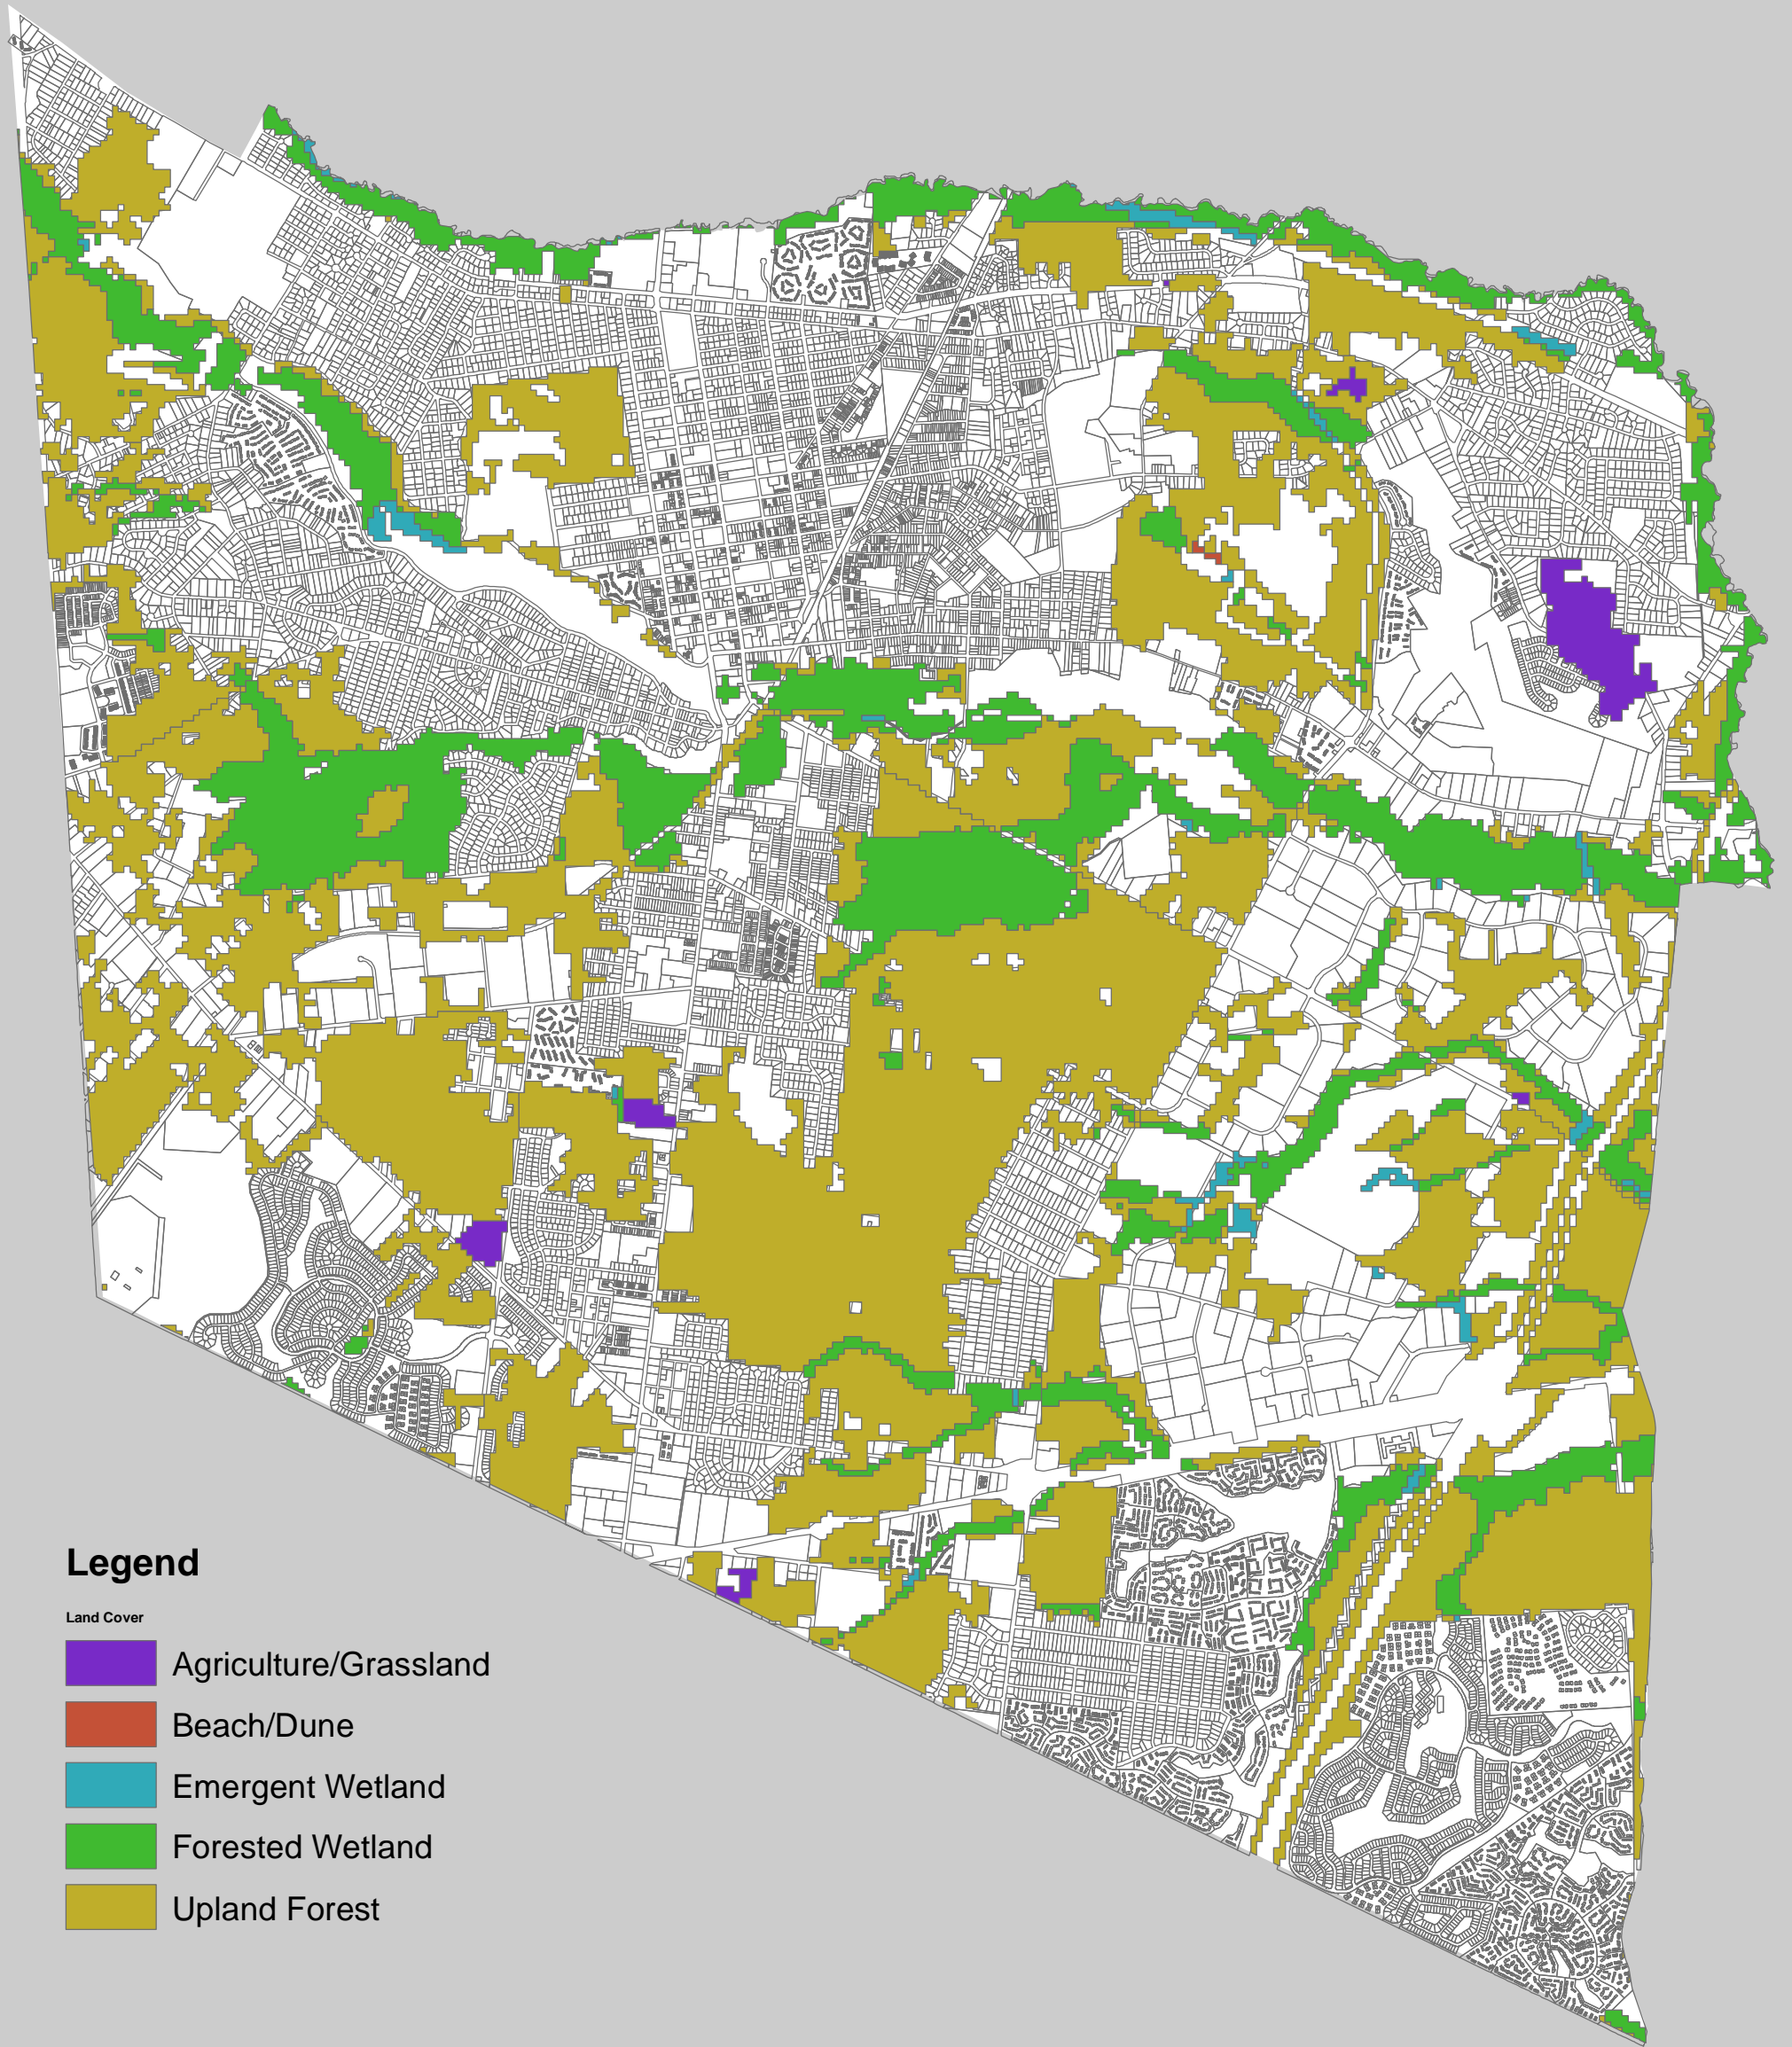 Legend
Land Cover
Agriculture/Grassland
Beach/Dune
Emergent Wetland
Forested Wetland
Upland Forest